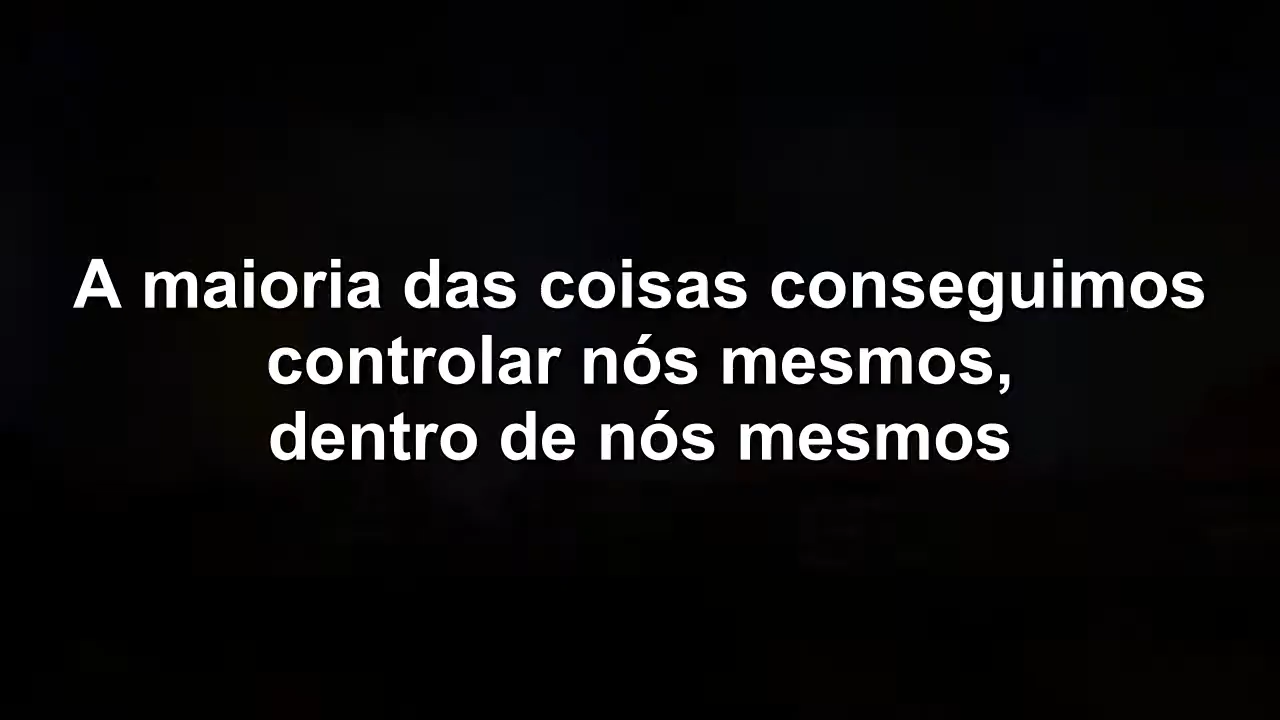 A maioria das coisas conseguimos
controlar nós mesmos,
dentro de nós mesmos